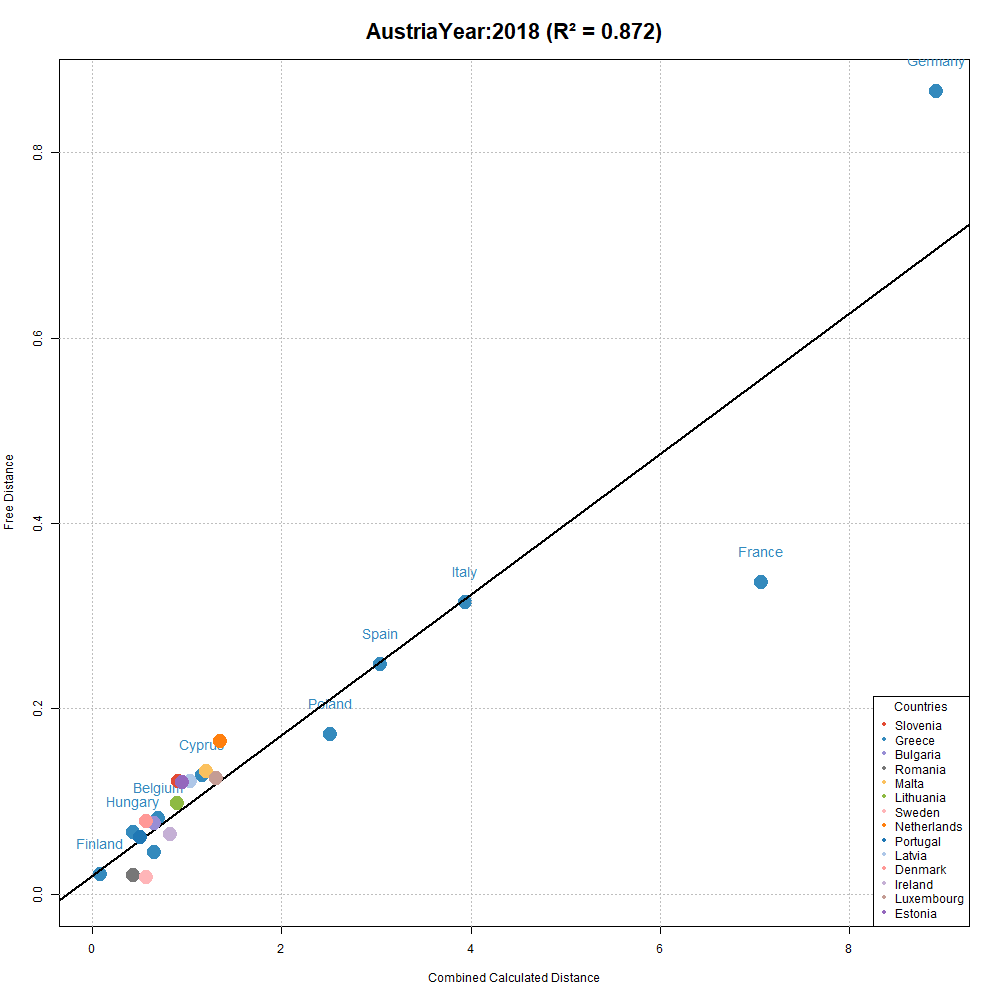 AustriaYear:2018 (R² = 0.872)
Germany
0.8
0.6
Free Distance
0.4
France
Italy
Spain
0.2
Poland
Cyprus
Belgium
Hungary
Finland
0.0
Countries
Slovenia
Greece
Bulgaria
Romania
Malta
Lithuania
Sweden
Netherlands
Portugal
Latvia
Denmark
Ireland
Luxembourg
Estonia
0 2 4 6 8
Combined Calculated Distance